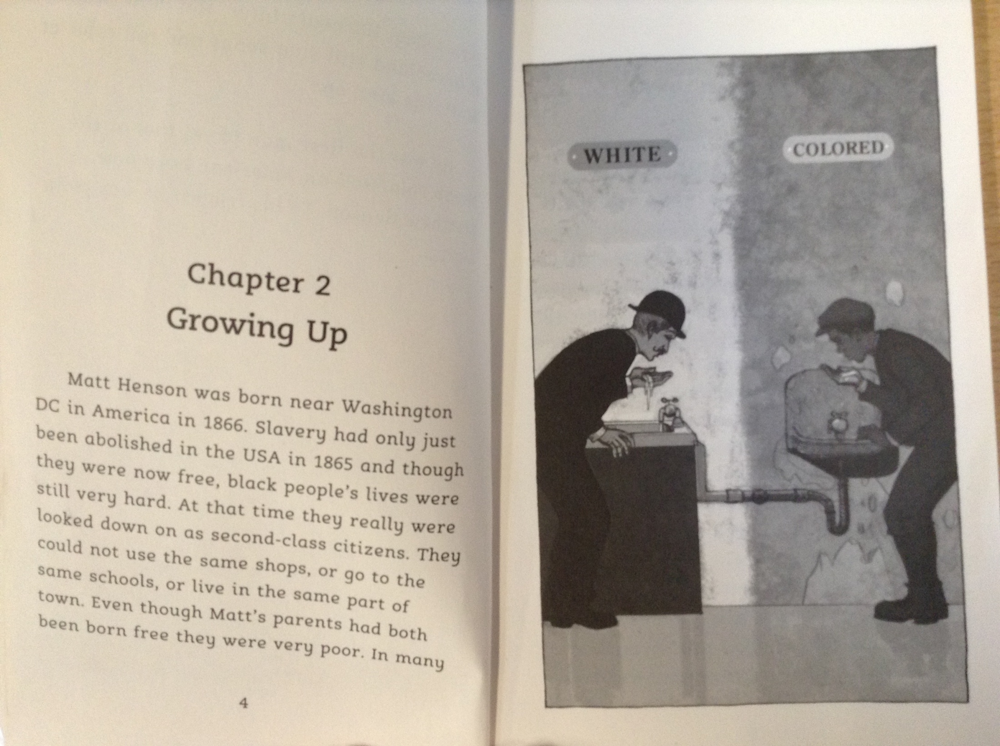 Chapter 2
Growing Up
Matt Henson was born near Washington
DC in America in 1866. Slavery had only just
been abolished in the USA in 1865 and though
they were now free, black people's lives were
still very hard. At that time they really were
looked down on as second-class citizens. They
could not use the same shops, or go to the
same schools, or live in the same part of
town. Even though Matt's parents had both
been born free they were very poor. In many
4
WHITE
COLORED